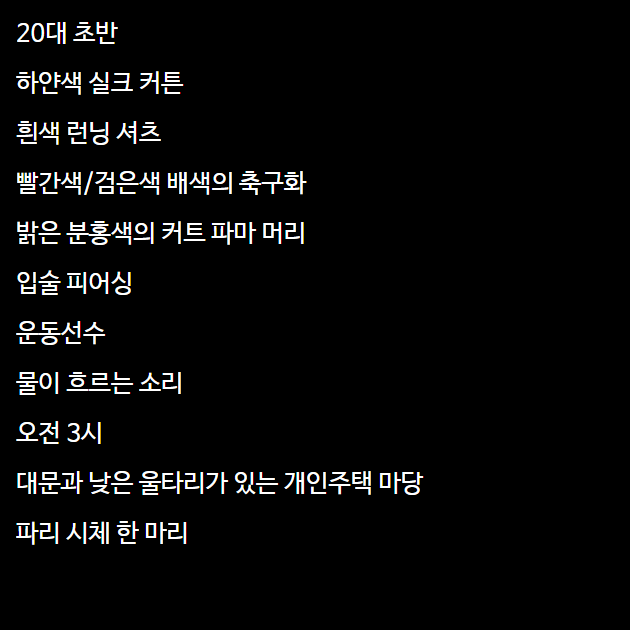 20대 초반
하얀색 실크 커튼
흰색 런닝 셔츠
빨간색/검은색 배색의 축구화
밝은 분홍색의 커트 파마 머리
입술 피어싱
운동선수
물이 흐르는 소리
오전 3시
대문과 낮은 울타리가 있는 개인주택 마당
파리 시체 한 마리